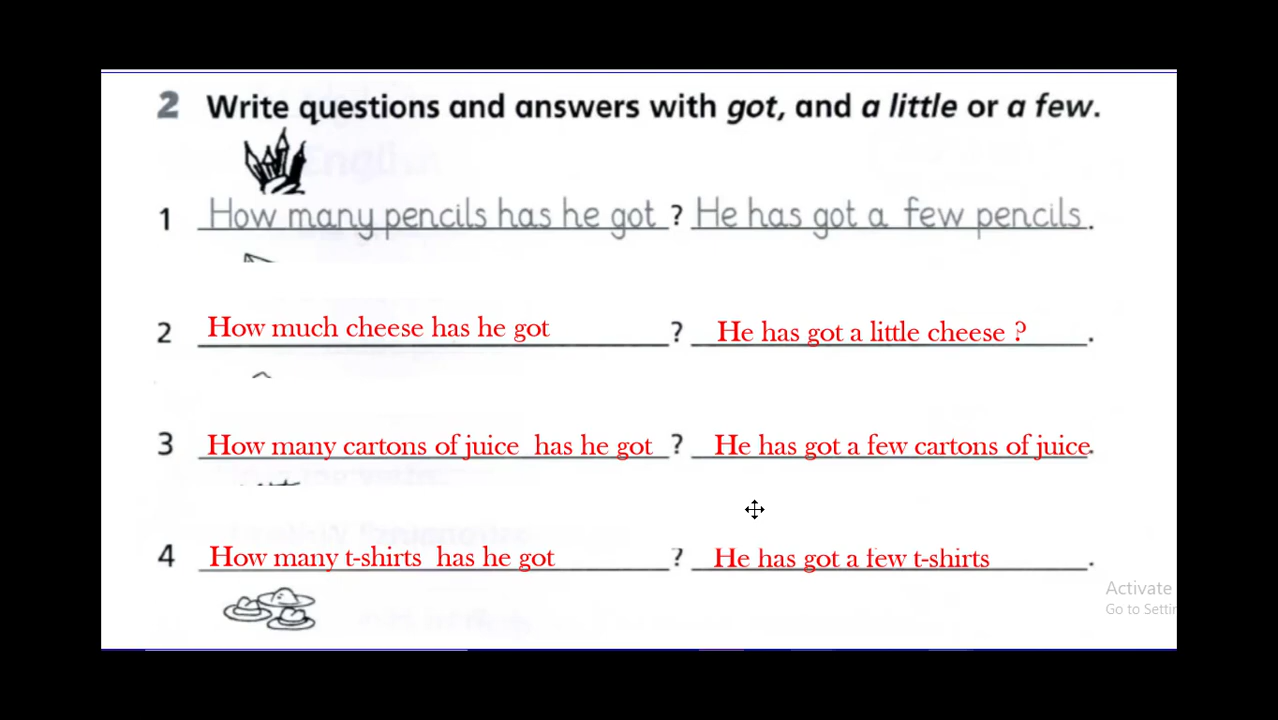 2 Write questions and answers with got, and a little or a few.
1 How many pencils has he got ? He has got a few pencils.
2 How much cheese has he got ? He has got a little cheese ? .
3 How many cartons of juice has he got ? He has got a few cartons of juice.
4 How many t-shirts has he got ? He has got a few t-shirts .
Activate
Go to Settin